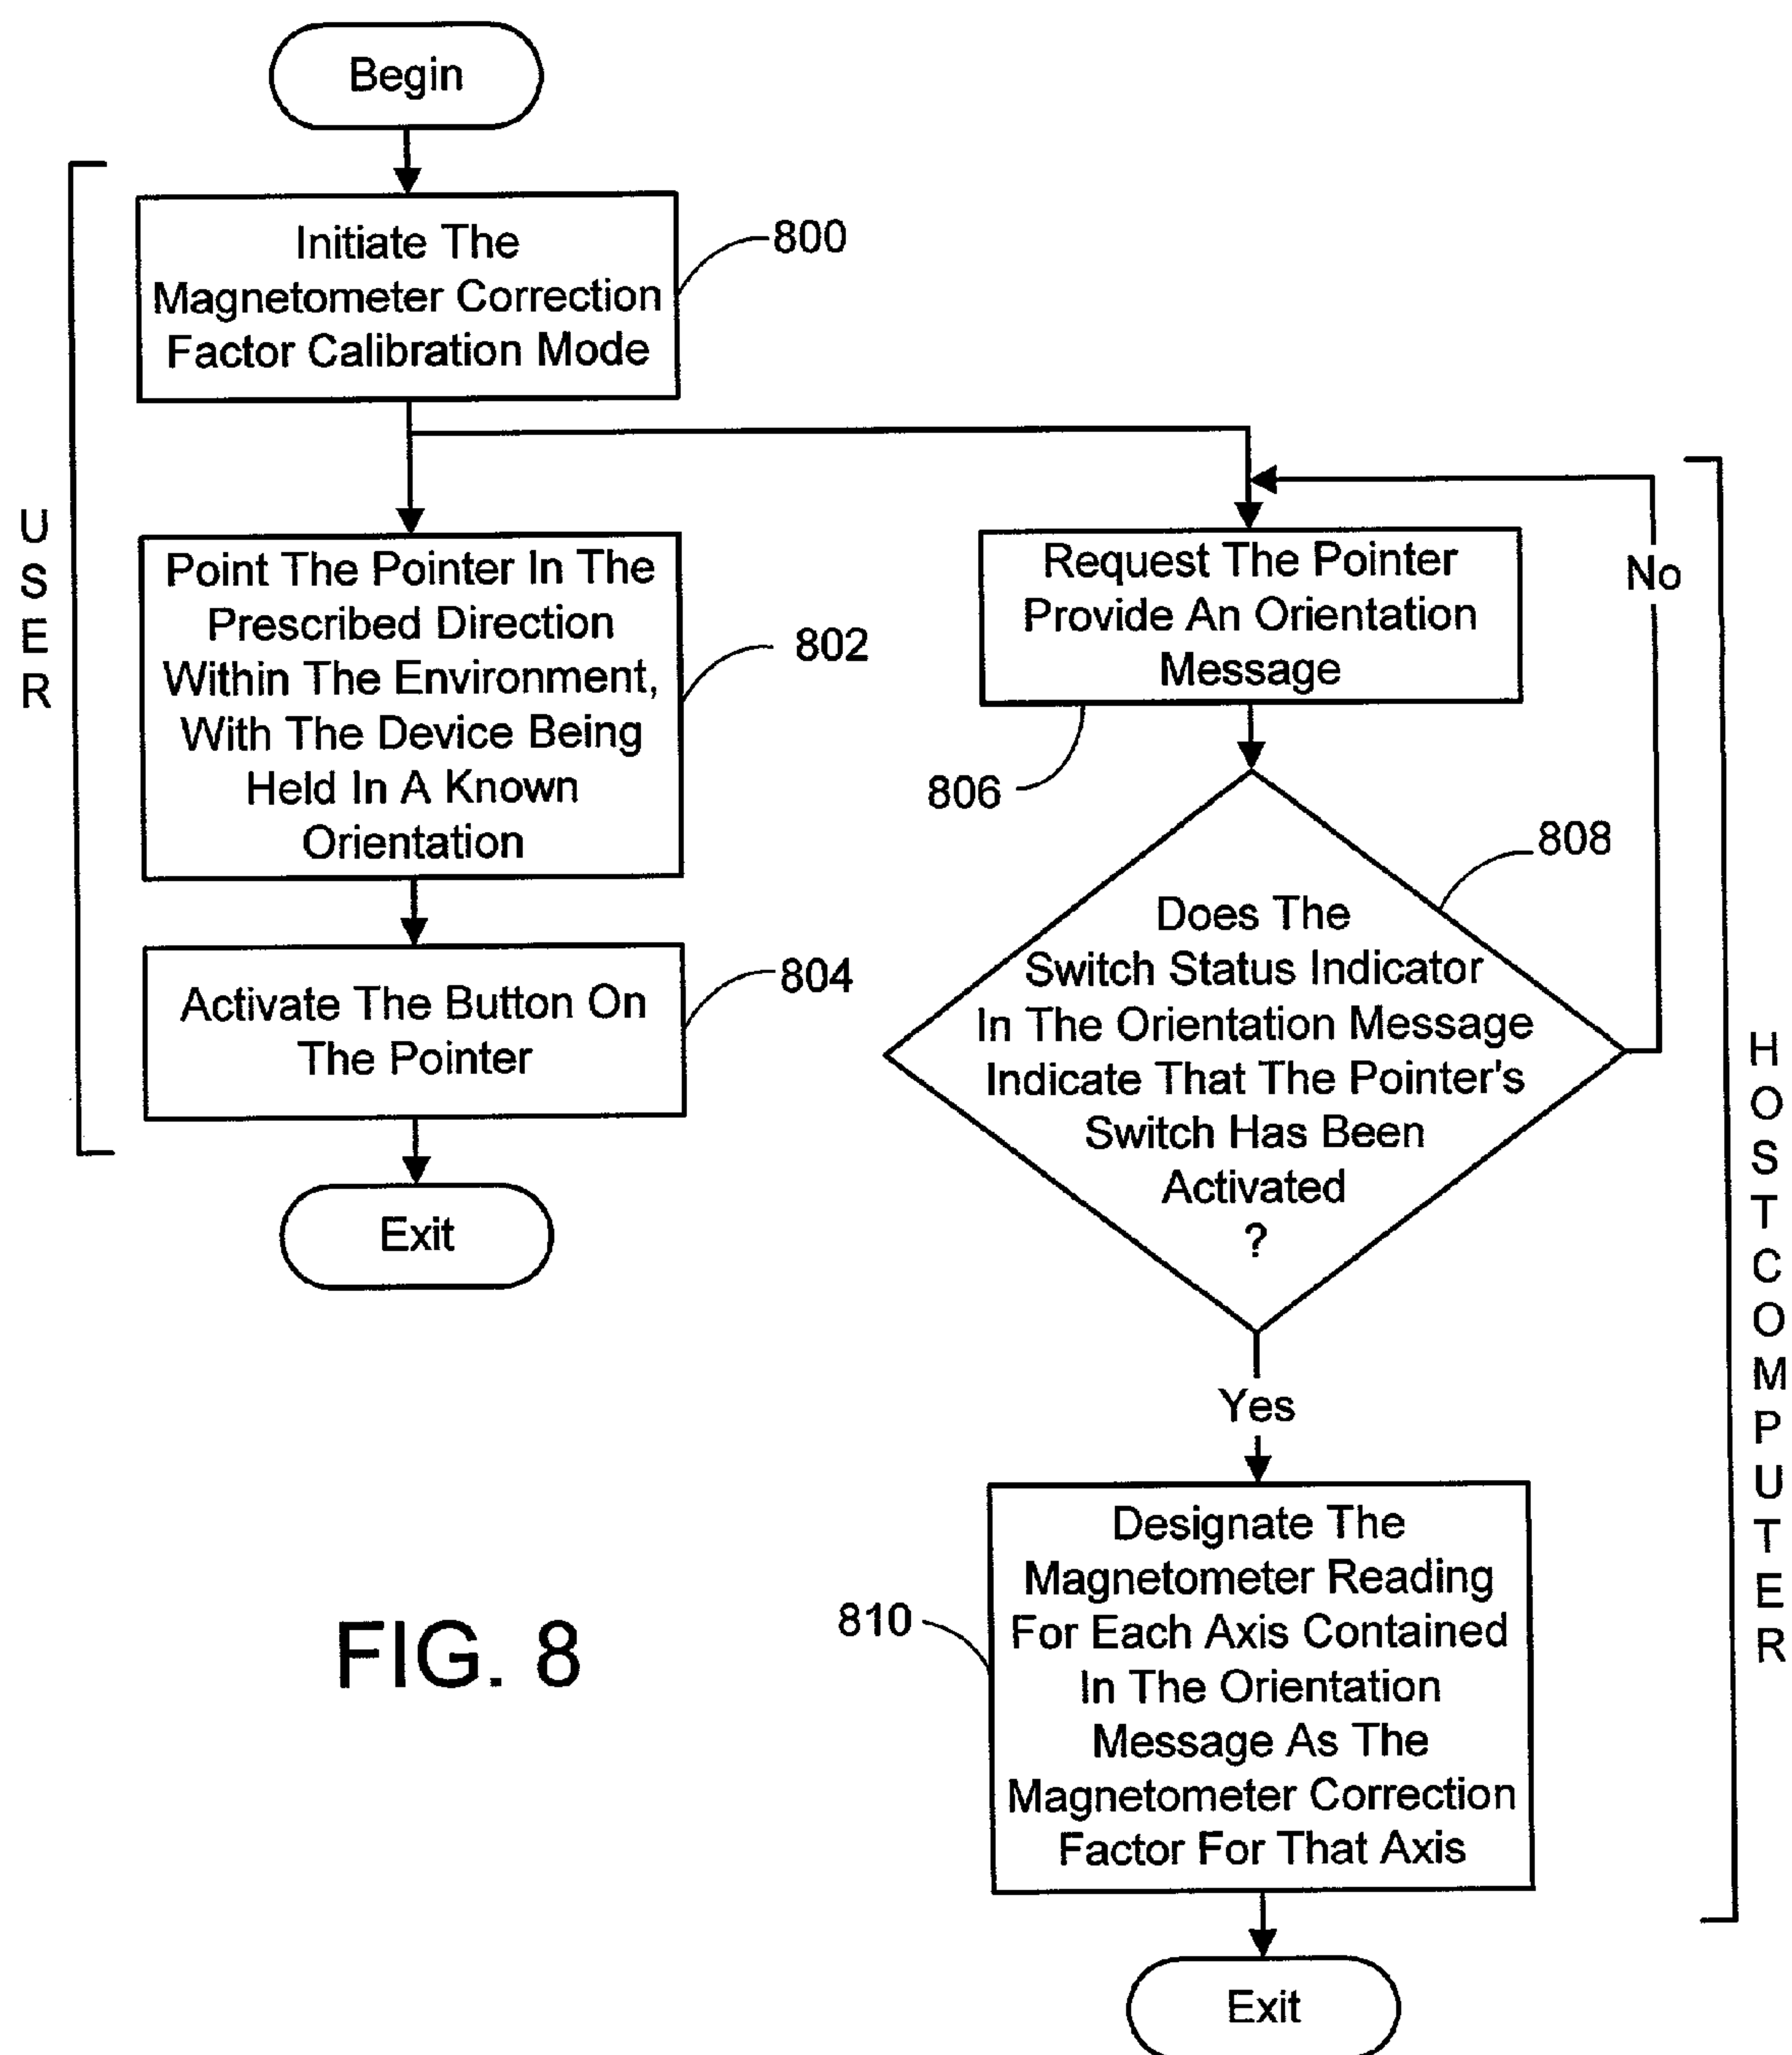 Begin
Initiate The
Magnetometer Correction
Factor Calibration Mode
800
USER
Point The Pointer In The
Prescribed Direction
Within The Environment,
With The Device Being
Held In A Known
Orientation
802
Activate The Button On
The Pointer
804
Exit
Request The Pointer
Provide An Orientation
Message
806
No
Does The
Switch Status Indicator
In The Orientation Message
Indicate That The Pointer's
Switch Has Been
Activated
?
808
Yes
HOST COMPUTER
Designate The
Magnetometer Reading
For Each Axis Contained
In The Orientation
Message As The
Magnetometer Correction
Factor For That Axis
810
Exit
FIG. 8